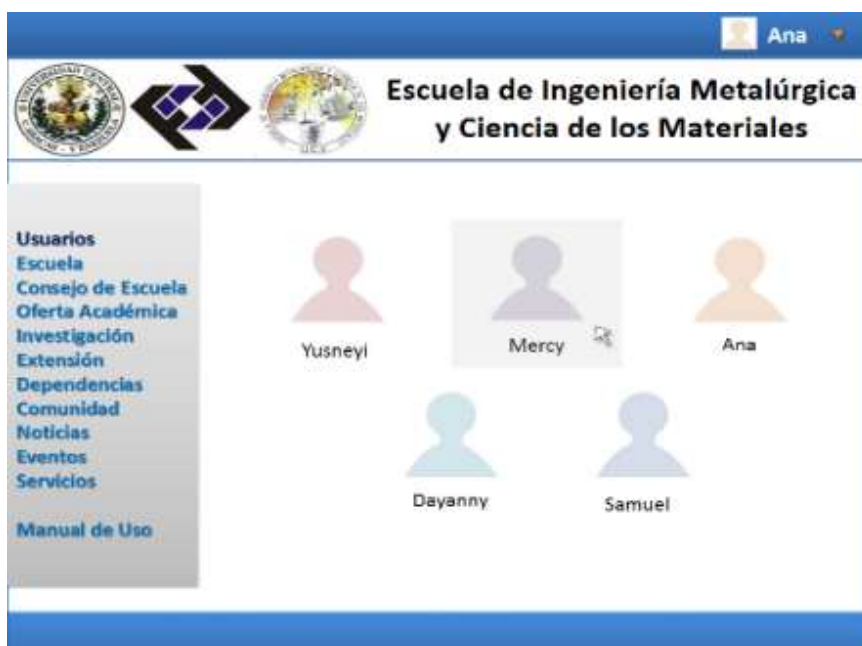 Ana
Escuela de Ingeniería Metalúrgica
y Ciencia de los Materiales
Usuarios
Escuela
Consejo de Escuela
Oferta Académica
Investigación
Extensión
Dependencias
Comunidad
Noticias
Eventos
Servicios
Manual de Uso
Yusneyi
Mercy
Ana
Dayanny
Samuel